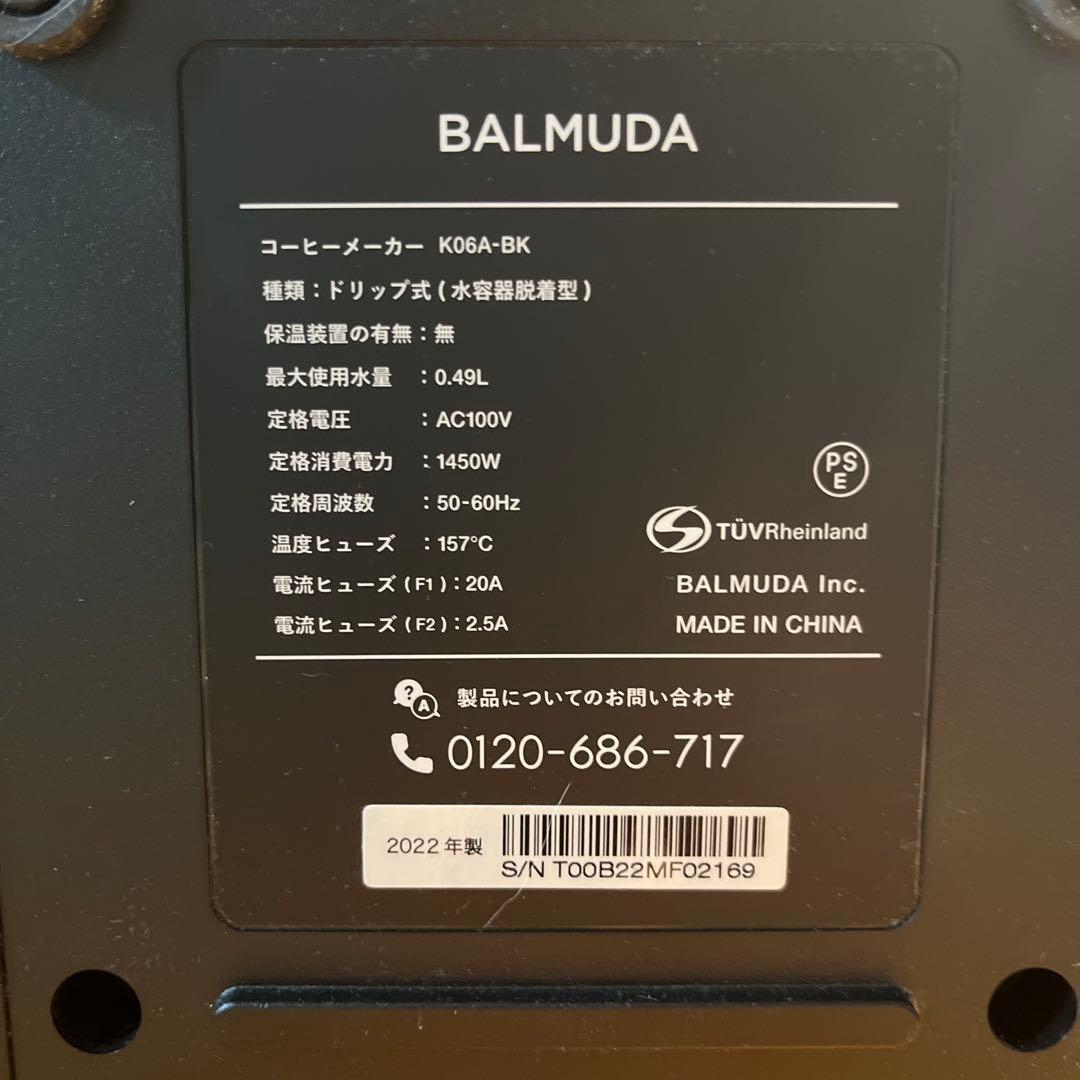 BALMUDA
コーヒーメーカー K06A-BK
種類：ドリップ式(水容器脱着型)
保温装置の有無：無
最大使用水量 ：0.49L
定格電圧 ：AC100V
定格消費電力 ：1450W
定格周波数 ：50-60Hz
温度ヒューズ ：157℃
電流ヒューズ(F1)：20A
電流ヒューズ(F2)：2.5A
PS
E
TÜVRheinland
BALMUDA Inc.
MADE IN CHINA
? A 製品についてのお問い合わせ
0120-686-717
2022年製
S/N T00B22MF02169